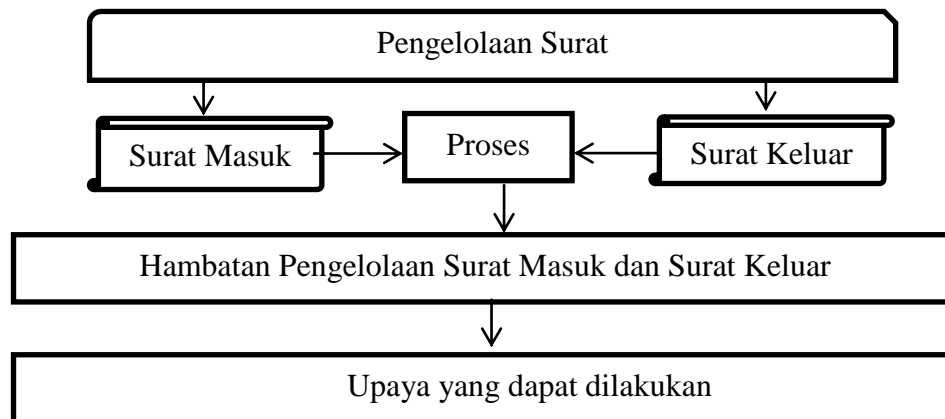 Pengelolaan Surat
Surat Masuk
Proses
Surat Keluar
Hambatan Pengelolaan Surat Masuk dan Surat Keluar
Upaya yang dapat dilakukan